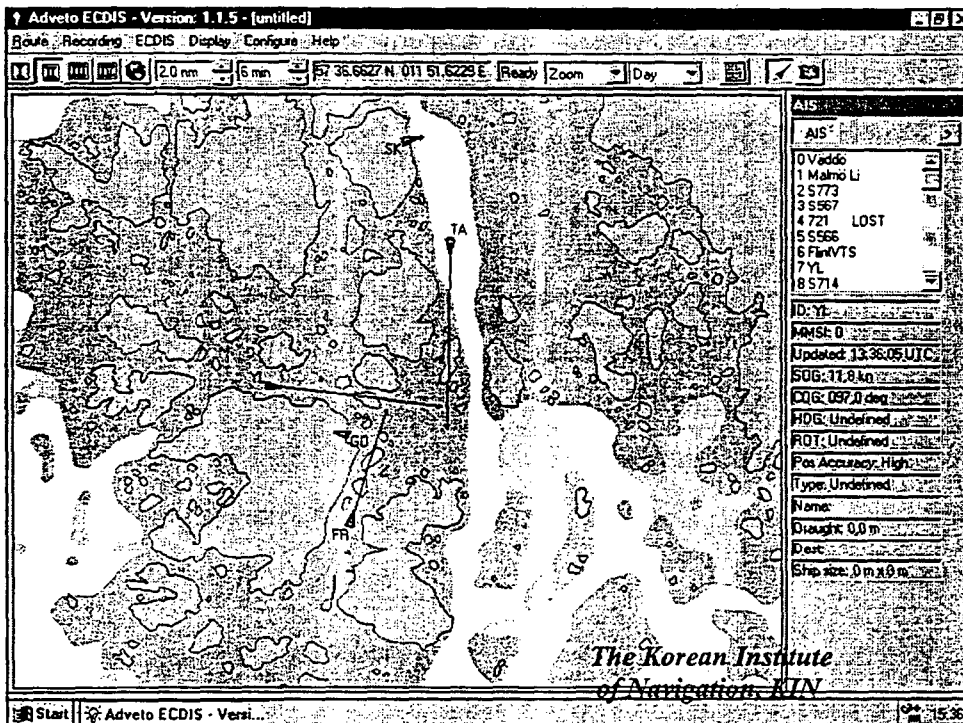 Adveto ECDIS - Version: 1.1.5 - [untitled]
Route Recording ECDIS Display Configure Help
2.0 nm 6 min 57 36.6627 N, 011 51.6229 E Ready Zoom Day
SK
TA
GD
FR
AIS
AIS
0 Väddö
1 Malmö Li
2 S773
3 S567
4 721 LOST
5 S566
6 FlintVTS
7 YL
8 S714
ID: YL
MMSI: 0
Updated: 13:36:05 UTC
SOG: 11,8 kn
COG: 097,0 deg
HDG: Undefined
ROT: Undefined
Pos Accuracy: High
Type: Undefined
Name:
Draught: 0,0 m
Dest:
Ship size: 0 m x 0 m
The Korean Institute
of Navigation, KIN
Start Adveto ECDIS - Versi...